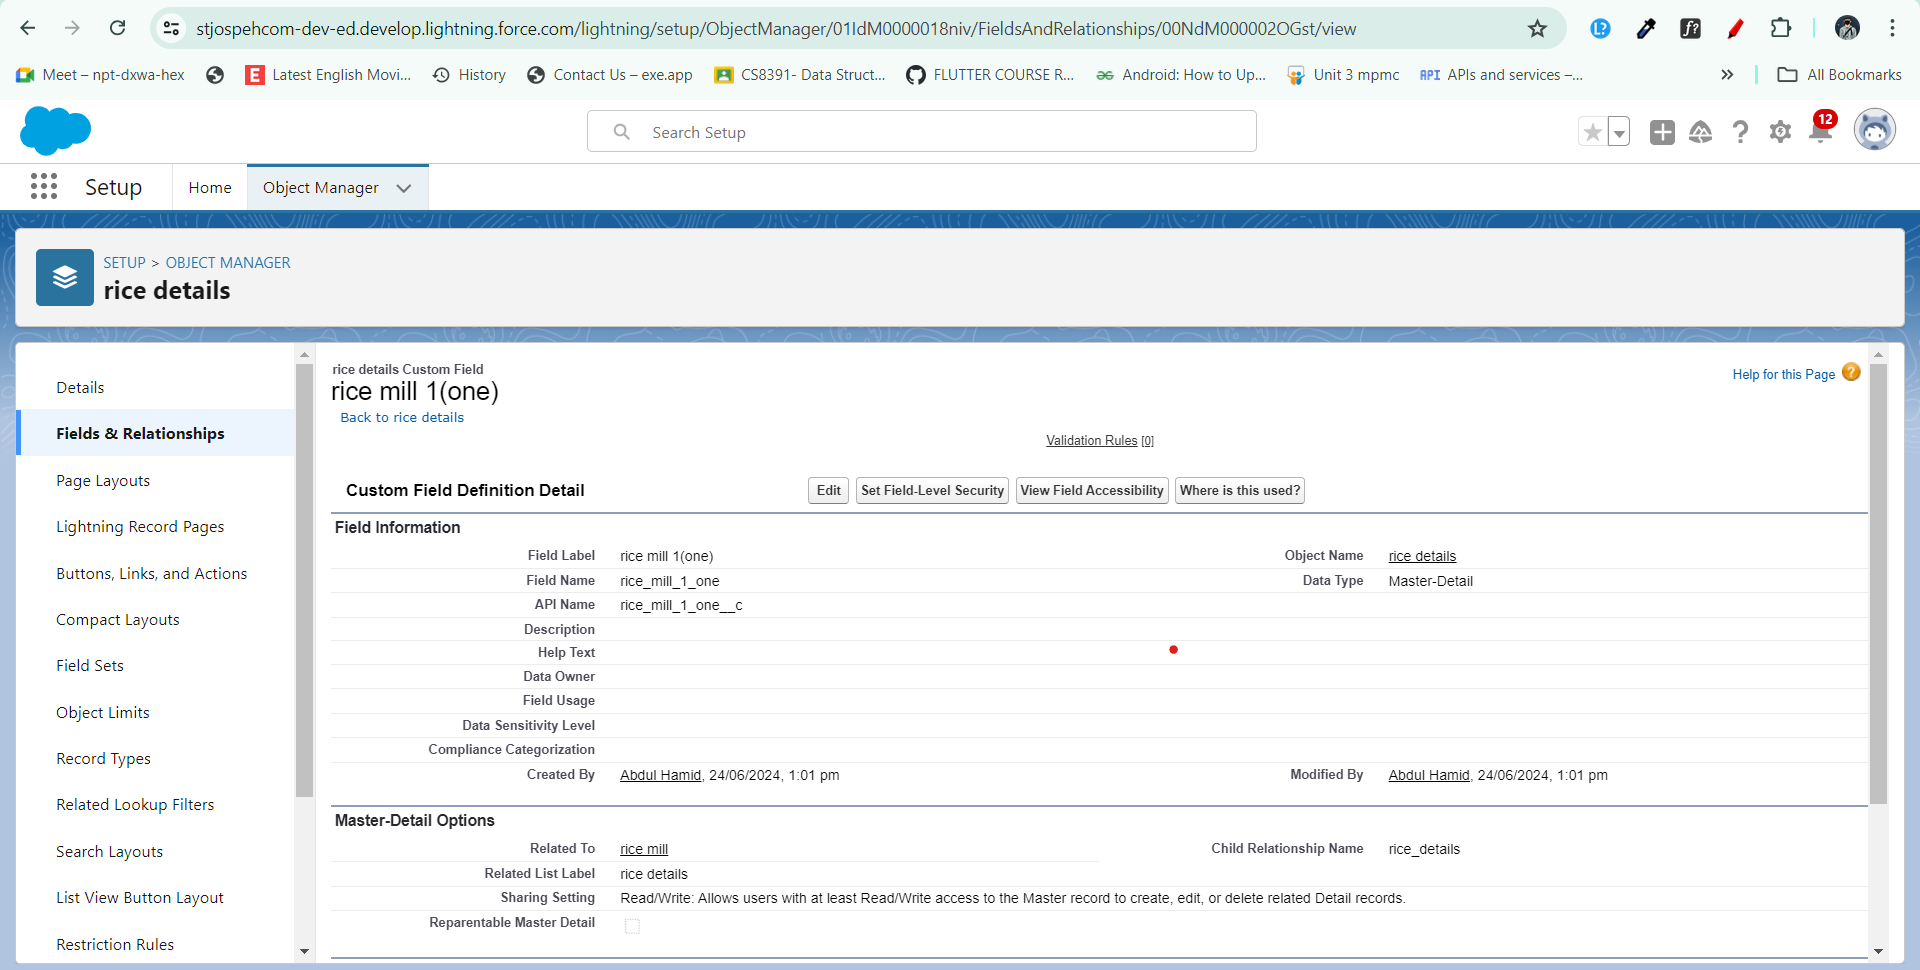 stjospehcom-dev-ed.develop.lightning.force.com/lightning/setup/ObjectManager/01IdM0000018niv/FieldsAndRelationships/00NdM000002OGst/view
Meet – npt-dxwa-hex
Latest English Movi...
History
Contact Us – exe.app
CS8391- Data Struct...
FLUTTER COURSE R...
Android: How to Up...
Unit 3 mpmc
API APIs and services –...
»
All Bookmarks
Search Setup
12
Setup
Home
Object Manager
SETUP > OBJECT MANAGER
rice details
Details
Fields & Relationships
Page Layouts
Lightning Record Pages
Buttons, Links, and Actions
Compact Layouts
Field Sets
Object Limits
Record Types
Related Lookup Filters
Search Layouts
List View Button Layout
Restriction Rules
rice details Custom Field
rice mill 1(one)
Back to rice details
Help for this Page
Validation Rules [0]
Custom Field Definition Detail
Edit
Set Field-Level Security
View Field Accessibility
Where is this used?
Field Information
Field Label rice mill 1(one) Object Name rice details
Field Name rice_mill_1_one Data Type Master-Detail
API Name rice_mill_1_one__c
Description
Help Text
Data Owner
Field Usage
Data Sensitivity Level
Compliance Categorization
Created By Abdul Hamid, 24/06/2024, 1:01 pm Modified By Abdul Hamid, 24/06/2024, 1:01 pm
Master-Detail Options
Related To rice mill Child Relationship Name rice_details
Related List Label rice details
Sharing Setting Read/Write: Allows users with at least Read/Write access to the Master record to create, edit, or delete related Detail records.
Reparentable Master Detail